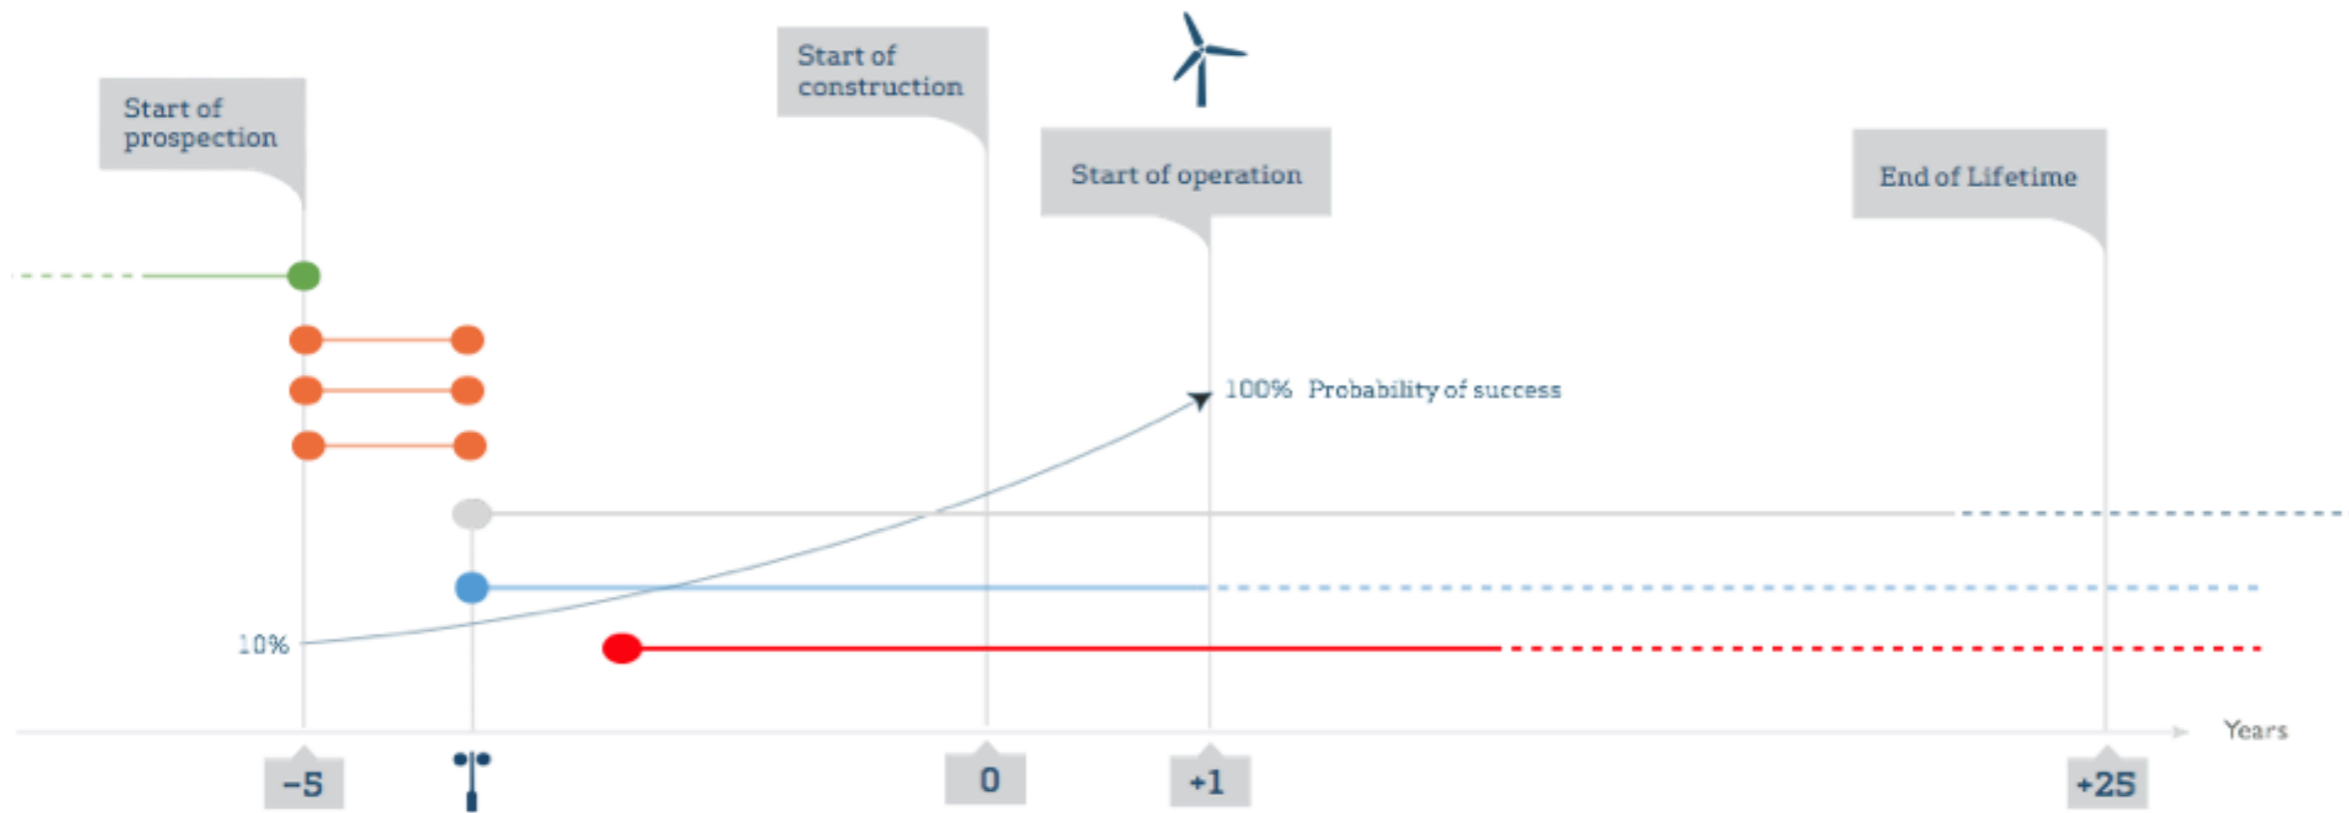 Start of
construction
Start of
prospection
Start of operation
End of Lifetime
100% Probability of success
10%
Years
-5
0
+1
+25